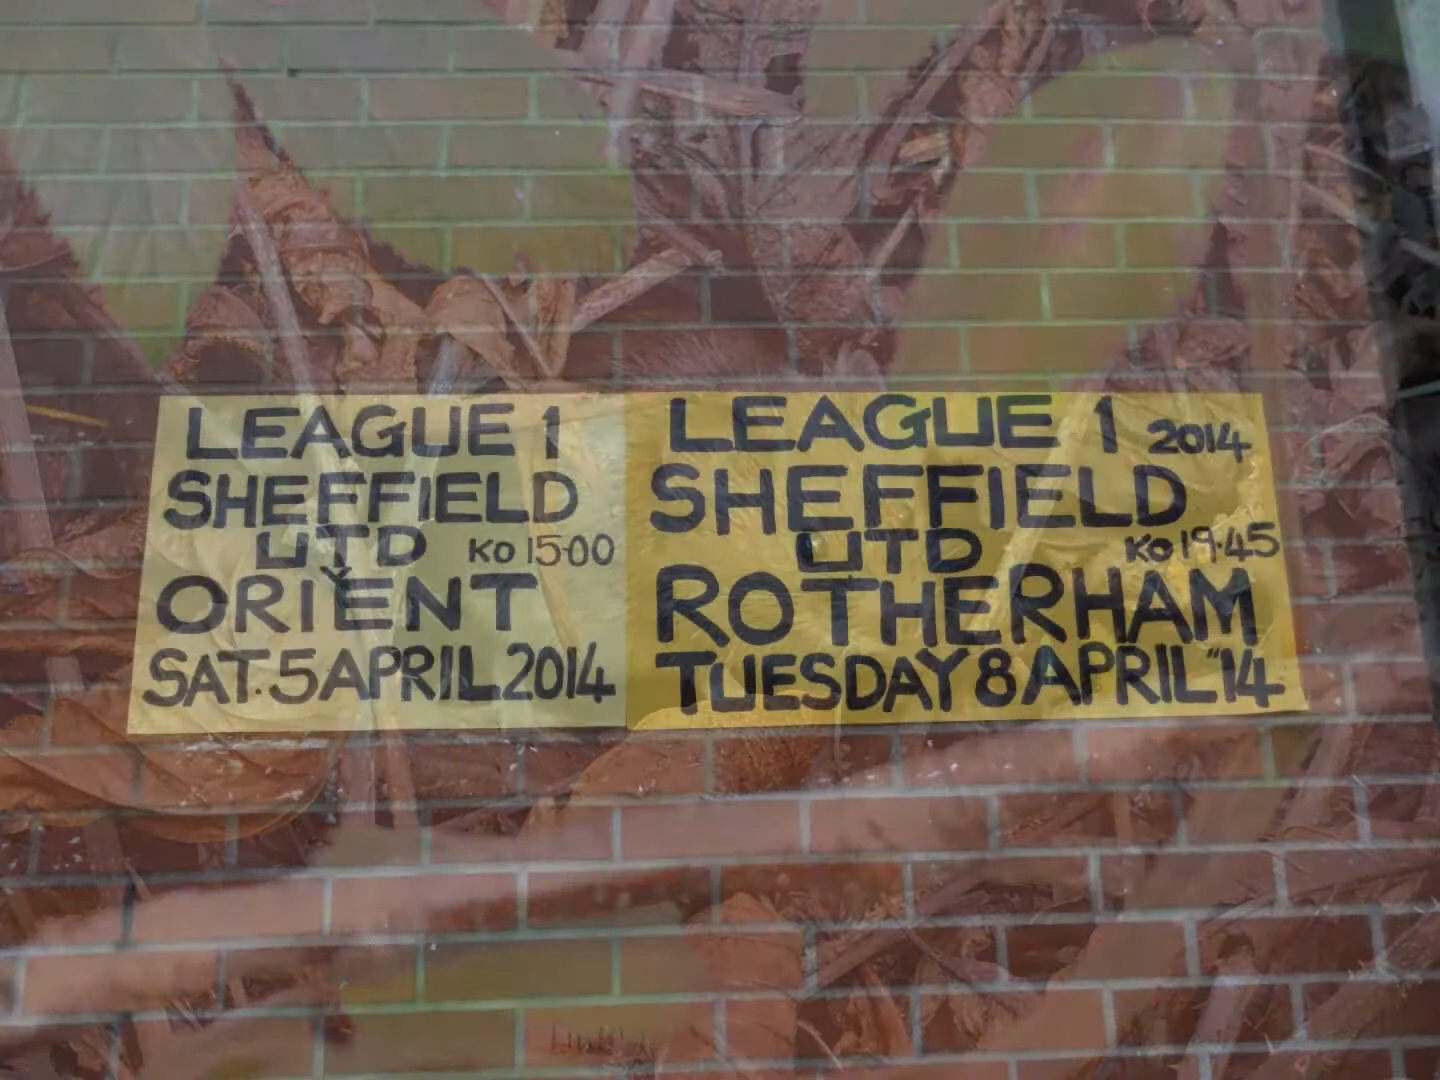 LEAGUE 1
SHEFFIELD
UTD KO 15·00
ORIENT
SAT. 5 APRIL 2014
LEAGUE 1 2014
SHEFFIELD
UTD KO 19·45
ROTHERHAM
TUESDAY 8 APRIL "14